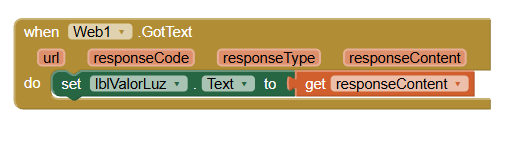 when Web1 .GotText
url responseCode responseType responseContent
do set lblValorLuz . Text to get responseContent